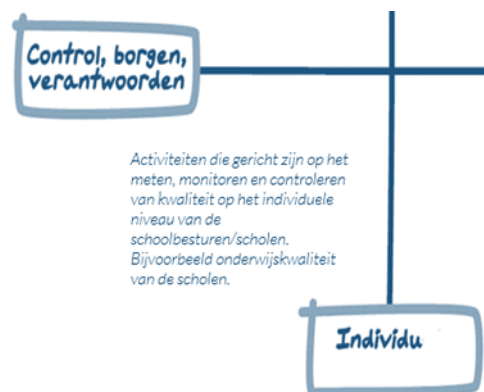 Control, borgen,
verantwoorden
Activiteiten die gericht zijn op het
meten, monitoren en controleren
van kwaliteit op het individuele
niveau van de
schoolbesturen/scholen.
Bijvoorbeeld onderwijskwaliteit
van de scholen.
Individu